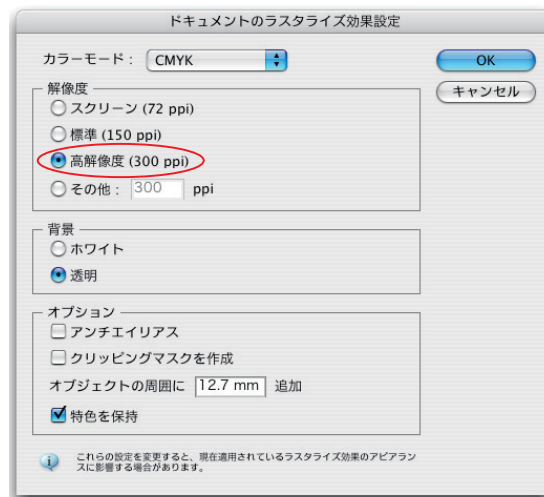 ドキュメントのラスタライズ効果設定
カラーモード： CMYK
OK
キャンセル
解像度
スクリーン (72 ppi)
標準 (150 ppi)
高解像度 (300 ppi)
その他： 300 ppi
背景
ホワイト
透明
オプション
アンチエイリアス
クリッピングマスクを作成
オブジェクトの周囲に 12.7 mm 追加
特色を保持
これらの設定を変更すると、現在適用されているラスタライズ効果のアピアラン
スに影響する場合があります。